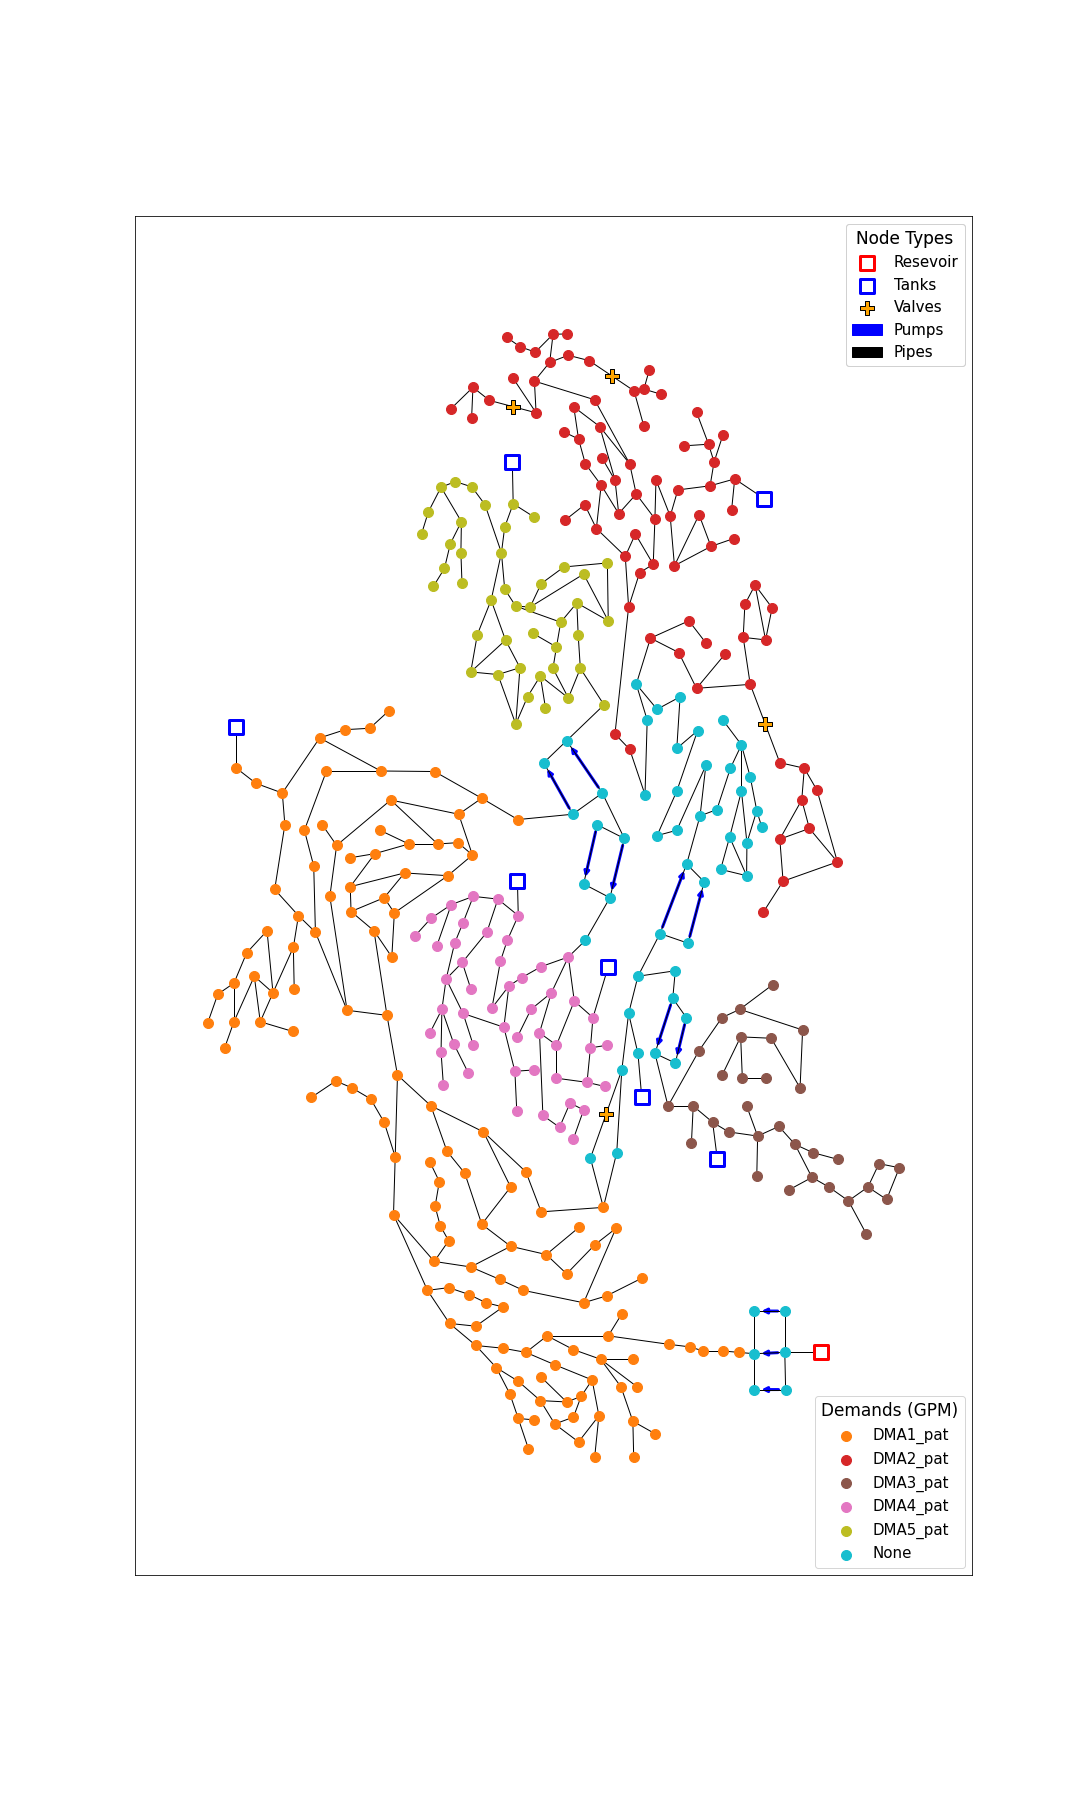 Node Types
Resevoir
Tanks
Valves
Pumps
Pipes
Demands (GPM)
DMA1_pat
DMA2_pat
DMA3_pat
DMA4_pat
DMA5_pat
None